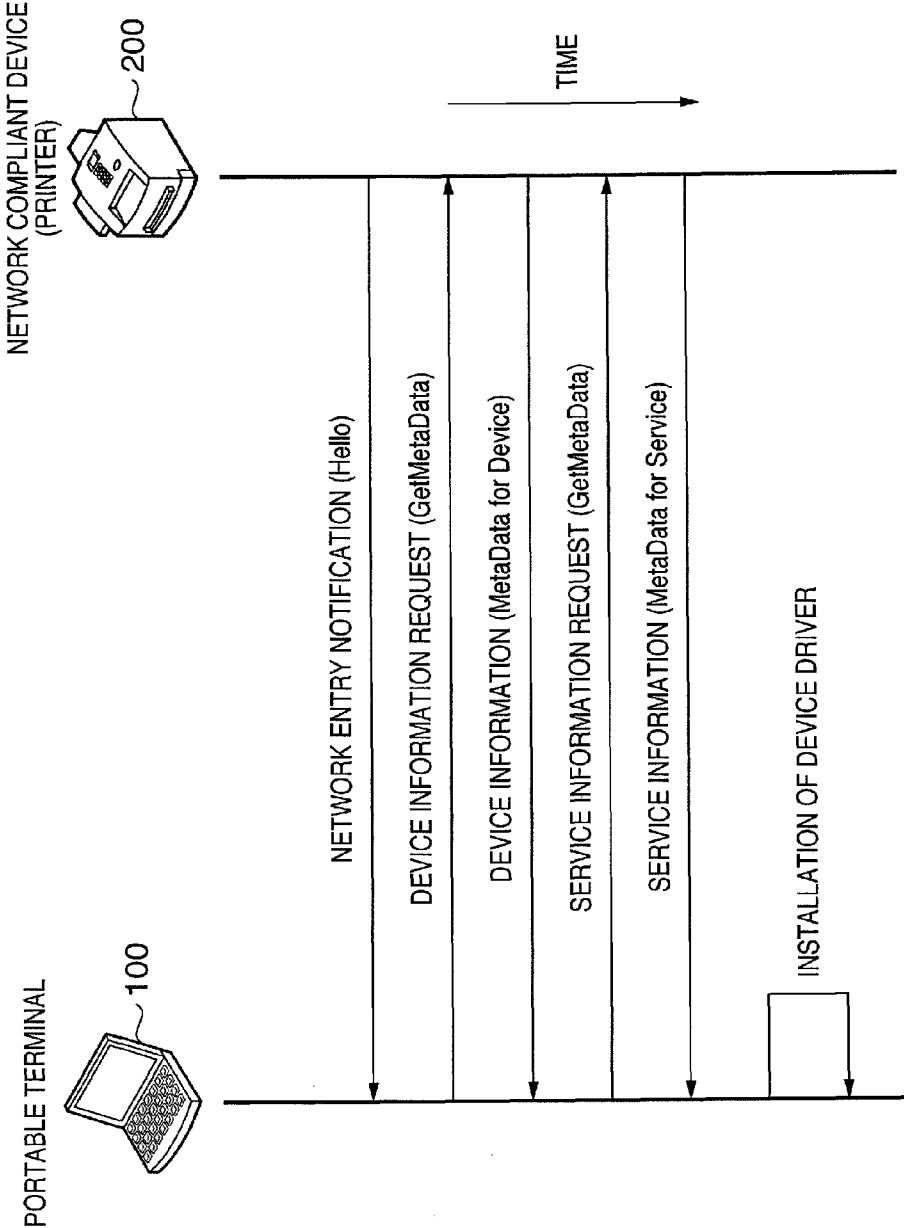 PORTABLE TERMINAL
100
NETWORK COMPLIANT DEVICE
(PRINTER)
200
NETWORK ENTRY NOTIFICATION (Hello)
DEVICE INFORMATION REQUEST (GetMetaData)
DEVICE INFORMATION (MetaData for Device)
SERVICE INFORMATION REQUEST (GetMetaData)
SERVICE INFORMATION (MetaData for Service)
TIME
INSTALLATION OF DEVICE DRIVER